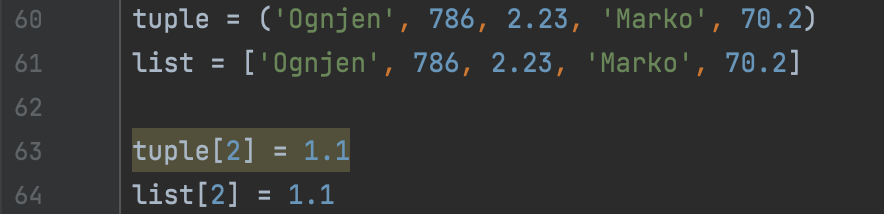 60 tuple = ('Ognjen', 786, 2.23, 'Marko', 70.2)
61 list = ['Ognjen', 786, 2.23, 'Marko', 70.2]
62
63 tuple[2] = 1.1
64 list[2] = 1.1